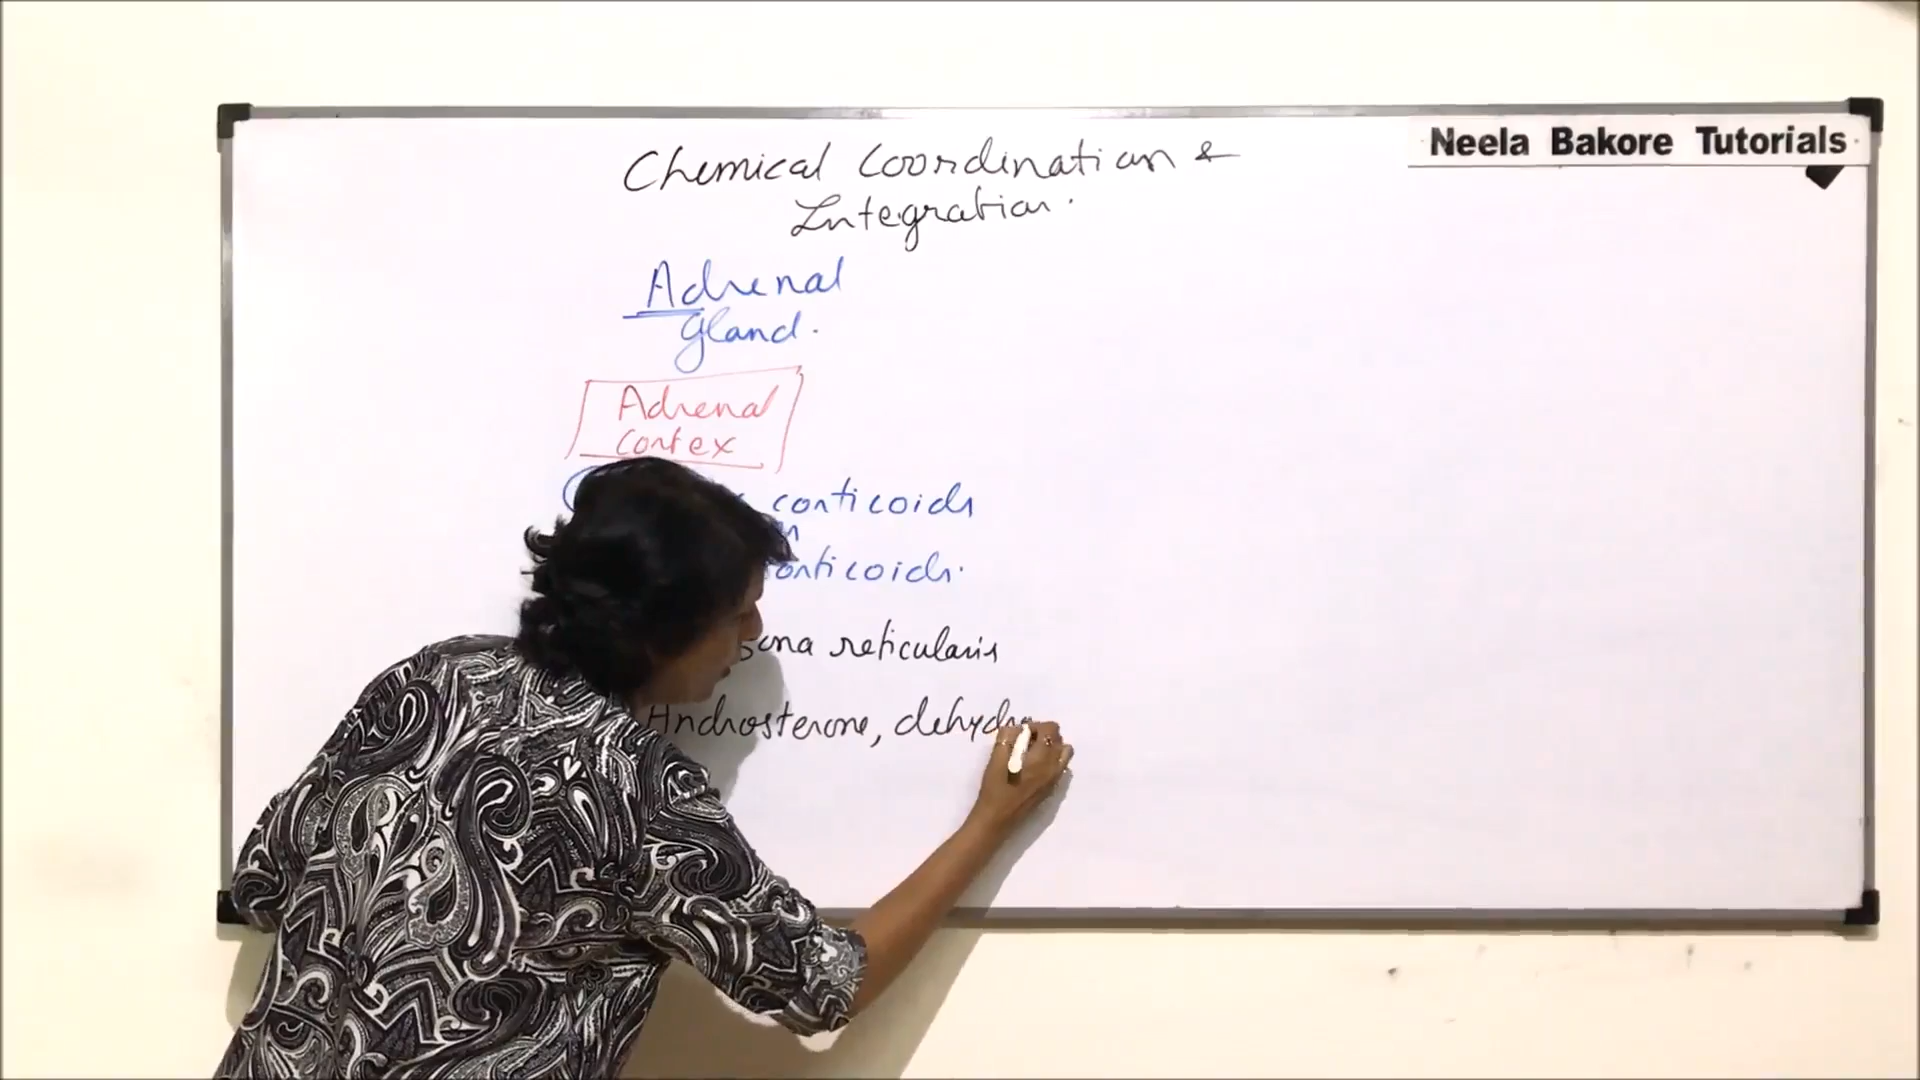 Neela Bakore Tutorials
Chemical Coordination &
Integration.
Adrenal
gland.
Adrenal
Cortex
corticoids
corticoids.
zona reticularis
Androsterone, dehydro